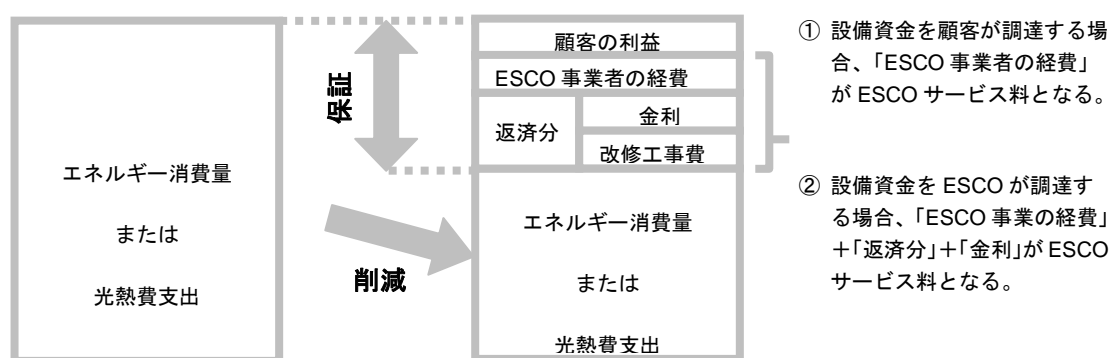 エネルギー消費量
または
光熱費支出
保証
削減
顧客の利益
ESCO 事業者の経費
返済分
金利
改修工事費
エネルギー消費量
または
光熱費支出
① 設備資金を顧客が調達する場
合、「ESCO 事業者の経費」
が ESCO サービス料となる。
② 設備資金を ESCO が調達す
る場合、「ESCO 事業の経費」
＋「返済分」＋「金利」が ESCO
サービス料となる。